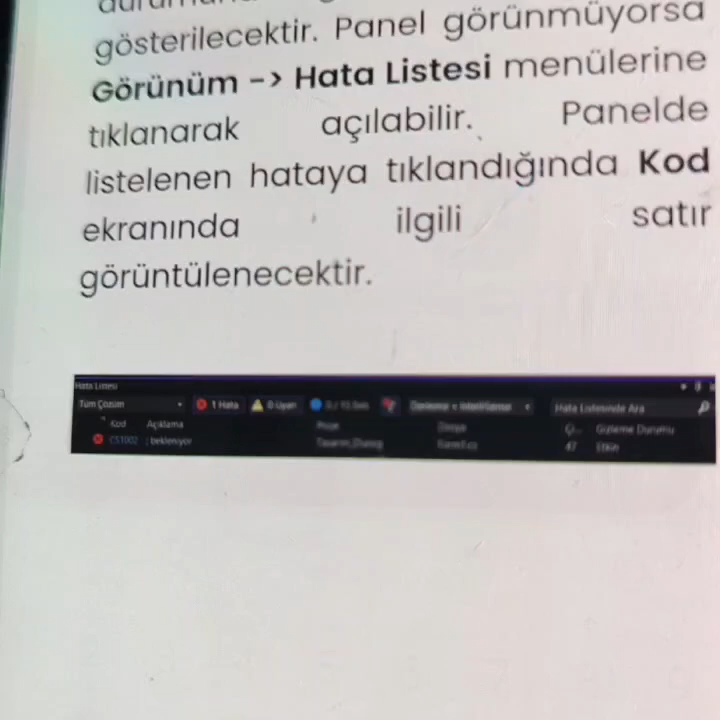 gösterilecektir. Panel görünmüyorsa
Görünüm -> Hata Listesi menülerine
tıklanarak açılabilir. Panelde
listelenen hataya tıklandığında Kod
ekranında ilgili satır
görüntülenecektir.
Hata Listesi
Tüm Çözüm 1 Hata 0 Uyarı Hata Listesinde Ara
Kod Açıklama Proje Dosya Gizleme Durumu
CS1002 ; bekleniyor 47 Etkin